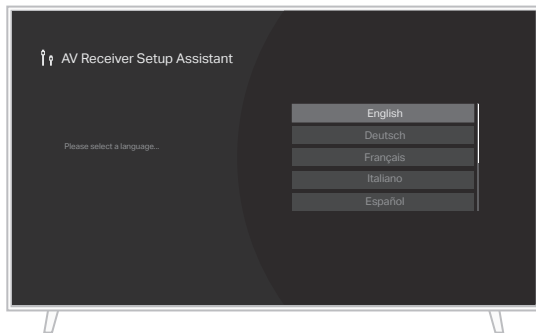 AV Receiver Setup Assistant
Please select a language...
English
Deutsch
Français
Italiano
Español